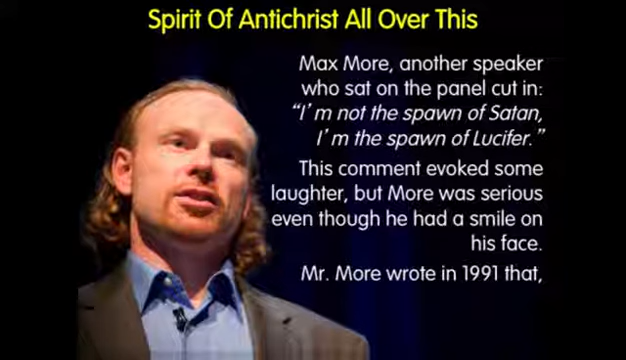 Spirit Of Antichrist All Over This
Max More, another speaker
who sat on the panel cut in:
“I’m not the spawn of Satan,
I’m the spawn of Lucifer.”
This comment evoked some
laughter, but More was serious
even though he had a smile on
his face.
Mr. More wrote in 1991 that,